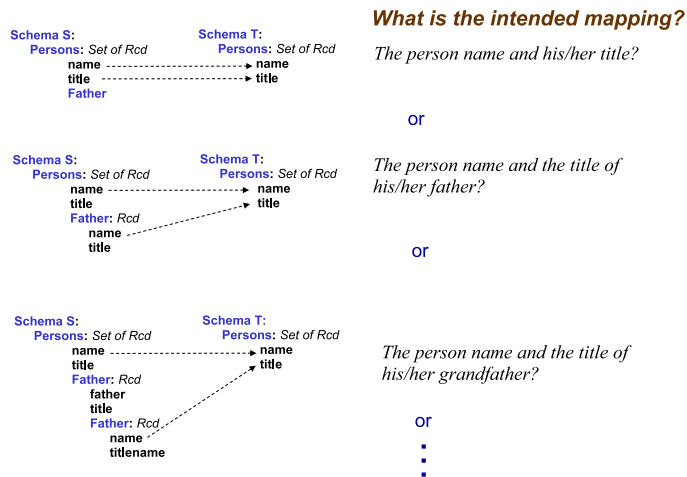 What is the intended mapping?
Schema S: Schema T:
Persons: Set of Rcd Persons: Set of Rcd
name name
title title
Father
The person name and his/her title?
or
Schema S: Schema T:
Persons: Set of Rcd Persons: Set of Rcd
name name
title title
Father: Rcd
name
title
The person name and the title of
his/her father?
or
Schema S: Schema T:
Persons: Set of Rcd Persons: Set of Rcd
name name
title title
Father: Rcd
father
title
Father: Rcd
name
titlename
The person name and the title of
his/her grandfather?
or